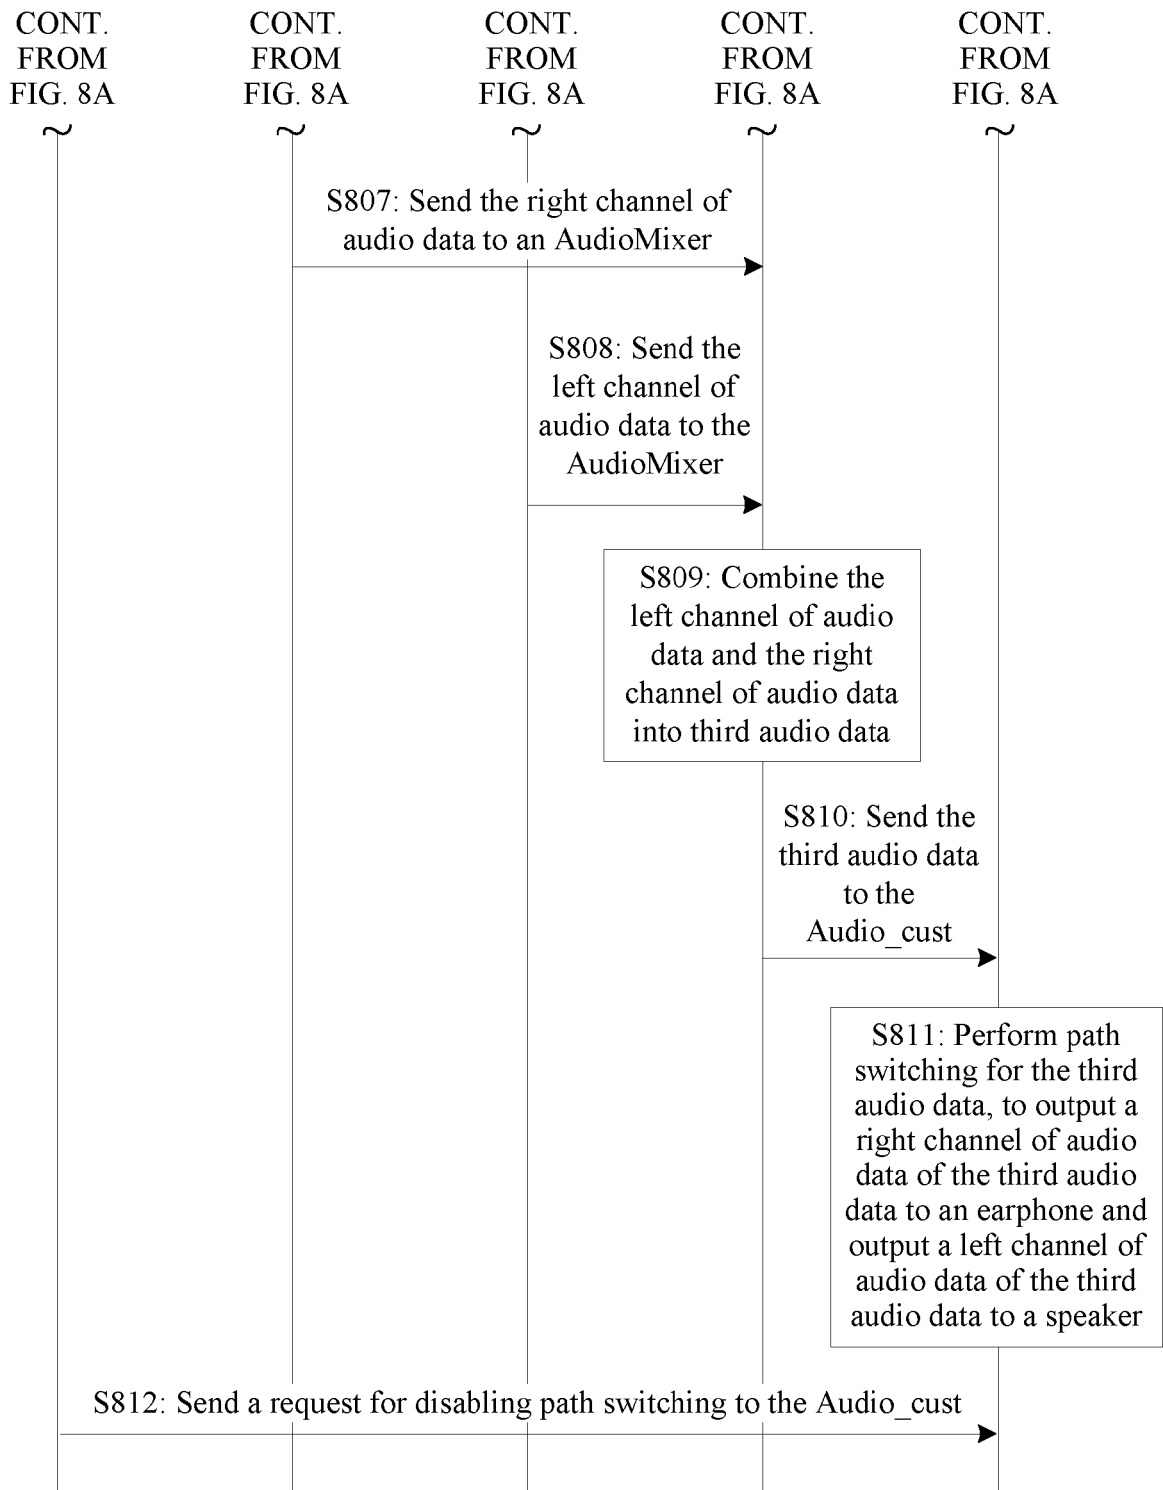 CONT.
FROM
FIG. 8A
CONT.
FROM
FIG. 8A
CONT.
FROM
FIG. 8A
CONT.
FROM
FIG. 8A
CONT.
FROM
FIG. 8A
S807: Send the right channel of
audio data to an AudioMixer
S808: Send the
left channel of
audio data to the
AudioMixer
S809: Combine the
left channel of audio
data and the right
channel of audio data
into third audio data
S810: Send the
third audio data
to the
Audio_cust
S811: Perform path
switching for the third
audio data, to output a
right channel of audio
data of the third audio
data to an earphone and
output a left channel of
audio data of the third
audio data to a speaker
S812: Send a request for disabling path switching to the Audio_cust